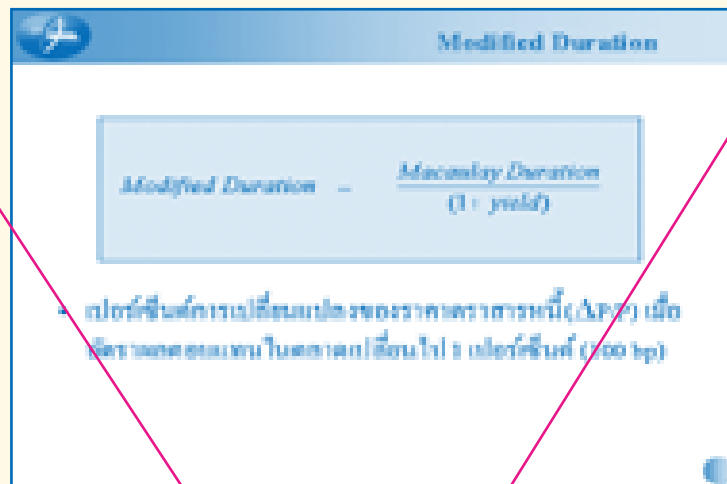 Modified Duration
Modified Duration = Macaulay Duration
(1+ yield)
• เปอร์เซ็นต์การเปลี่ยนแปลงของราคาตราสารหนี้ (ΔP/P) เมื่อ
อัตราผลตอบแทนในตลาดเปลี่ยนไป 1 เปอร์เซ็นต์ (100 bp)